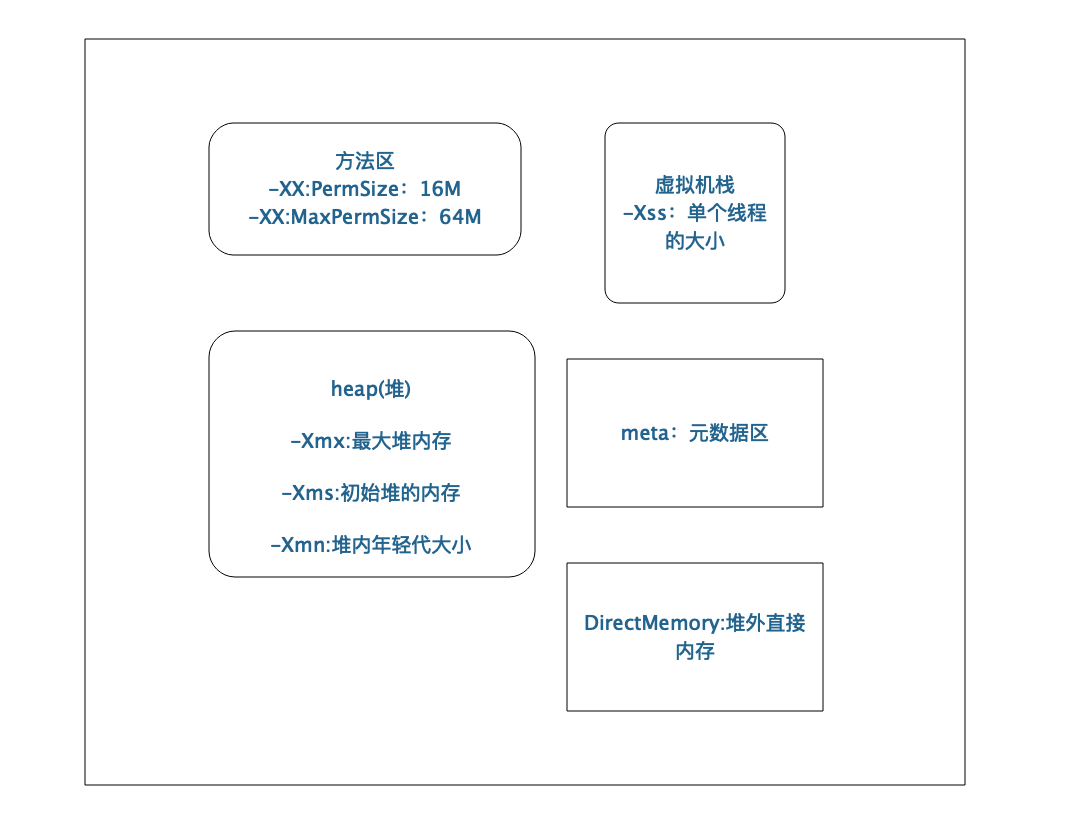 方法区
-XX:PermSize：16M
-XX:MaxPermSize：64M
虚拟机栈
-Xss：单个线程
的大小
heap(堆)
-Xmx:最大堆内存
-Xms:初始堆的内存
-Xmn:堆内年轻代大小
meta：元数据区
DirectMemory:堆外直接
内存